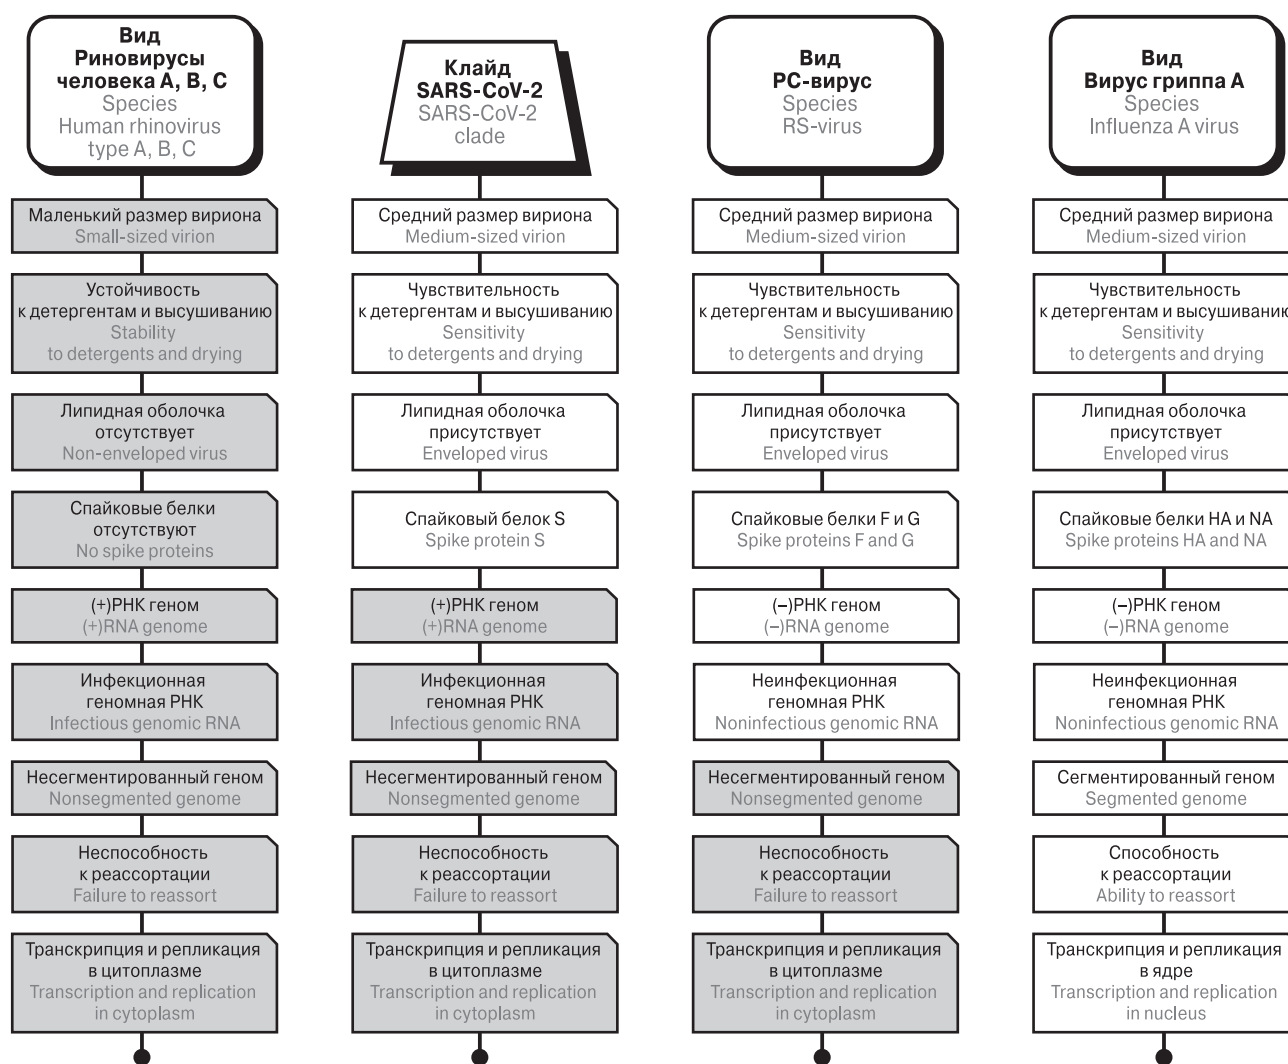 Вид
Риновирусы
человека А, В, С
Species
Human rhinovirus
type A, B, C
Маленький размер вириона
Small-sized virion
Устойчивость
к детергентам и высушиванию
Stability
to detergents and drying
Липидная оболочка
отсутствует
Non-enveloped virus
Спайковые белки
отсутствуют
No spike proteins
(+)РНК геном
(+)RNA genome
Инфекционная
геномная РНК
Infectious genomic RNA
Несегментированный геном
Nonsegmented genome
Неспособность
к реассортации
Failure to reassort
Транскрипция и репликация
в цитоплазме
Transcription and replication
in cytoplasm
Клайд
SARS-CoV-2
SARS-CoV-2
clade
Средний размер вириона
Medium-sized virion
Чувствительность
к детергентам и высушиванию
Sensitivity
to detergents and drying
Липидная оболочка
присутствует
Enveloped virus
Спайковый белок S
Spike protein S
(+)РНК геном
(+)RNA genome
Инфекционная
геномная РНК
Infectious genomic RNA
Несегментированный геном
Nonsegmented genome
Неспособность
к реассортации
Failure to reassort
Транскрипция и репликация
в цитоплазме
Transcription and replication
in cytoplasm
Вид
РС-вирус
Species
RS-virus
Средний размер вириона
Medium-sized virion
Чувствительность
к детергентам и высушиванию
Sensitivity
to detergents and drying
Липидная оболочка
присутствует
Enveloped virus
Спайковые белки F и G
Spike proteins F and G
(–)РНК геном
(–)RNA genome
Неинфекционная
геномная РНК
Noninfectious genomic RNA
Несегментированный геном
Nonsegmented genome
Неспособность
к реассортации
Failure to reassort
Транскрипция и репликация
в цитоплазме
Transcription and replication
in cytoplasm
Вид
Вирус гриппа А
Species
Influenza A virus
Средний размер вириона
Medium-sized virion
Чувствительность
к детергентам и высушиванию
Sensitivity
to detergents and drying
Липидная оболочка
присутствует
Enveloped virus
Спайковые белки HA и NA
Spike proteins HA and NA
(–)РНК геном
(–)RNA genome
Неинфекционная
геномная РНК
Noninfectious genomic RNA
Сегментированный геном
Segmented genome
Способность
к реассортации
Ability to reassort
Транскрипция и репликация
в ядре
Transcription and replication
in nucleus